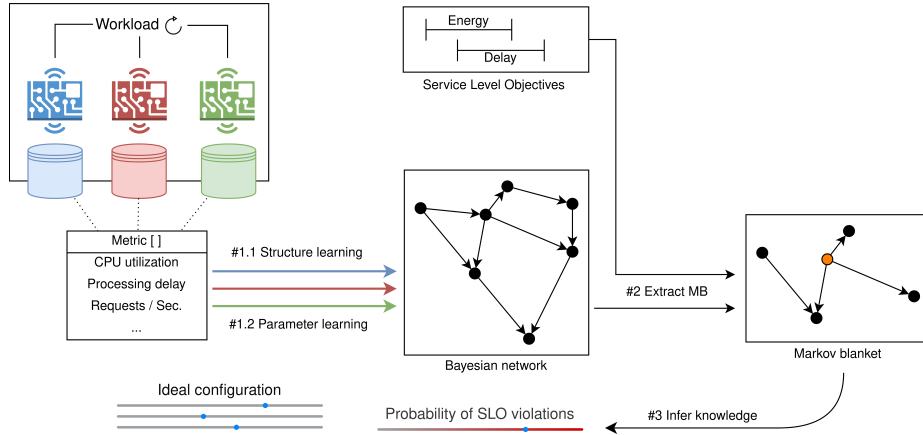 Workload
Energy
Delay
Service Level Objectives
Metric [ ]
CPU utilization
Processing delay
Requests / Sec.
...
#1.1 Structure learning
#1.2 Parameter learning
Bayesian network
#2 Extract MB
Markov blanket
Ideal configuration
Probability of SLO violations
#3 Infer knowledge